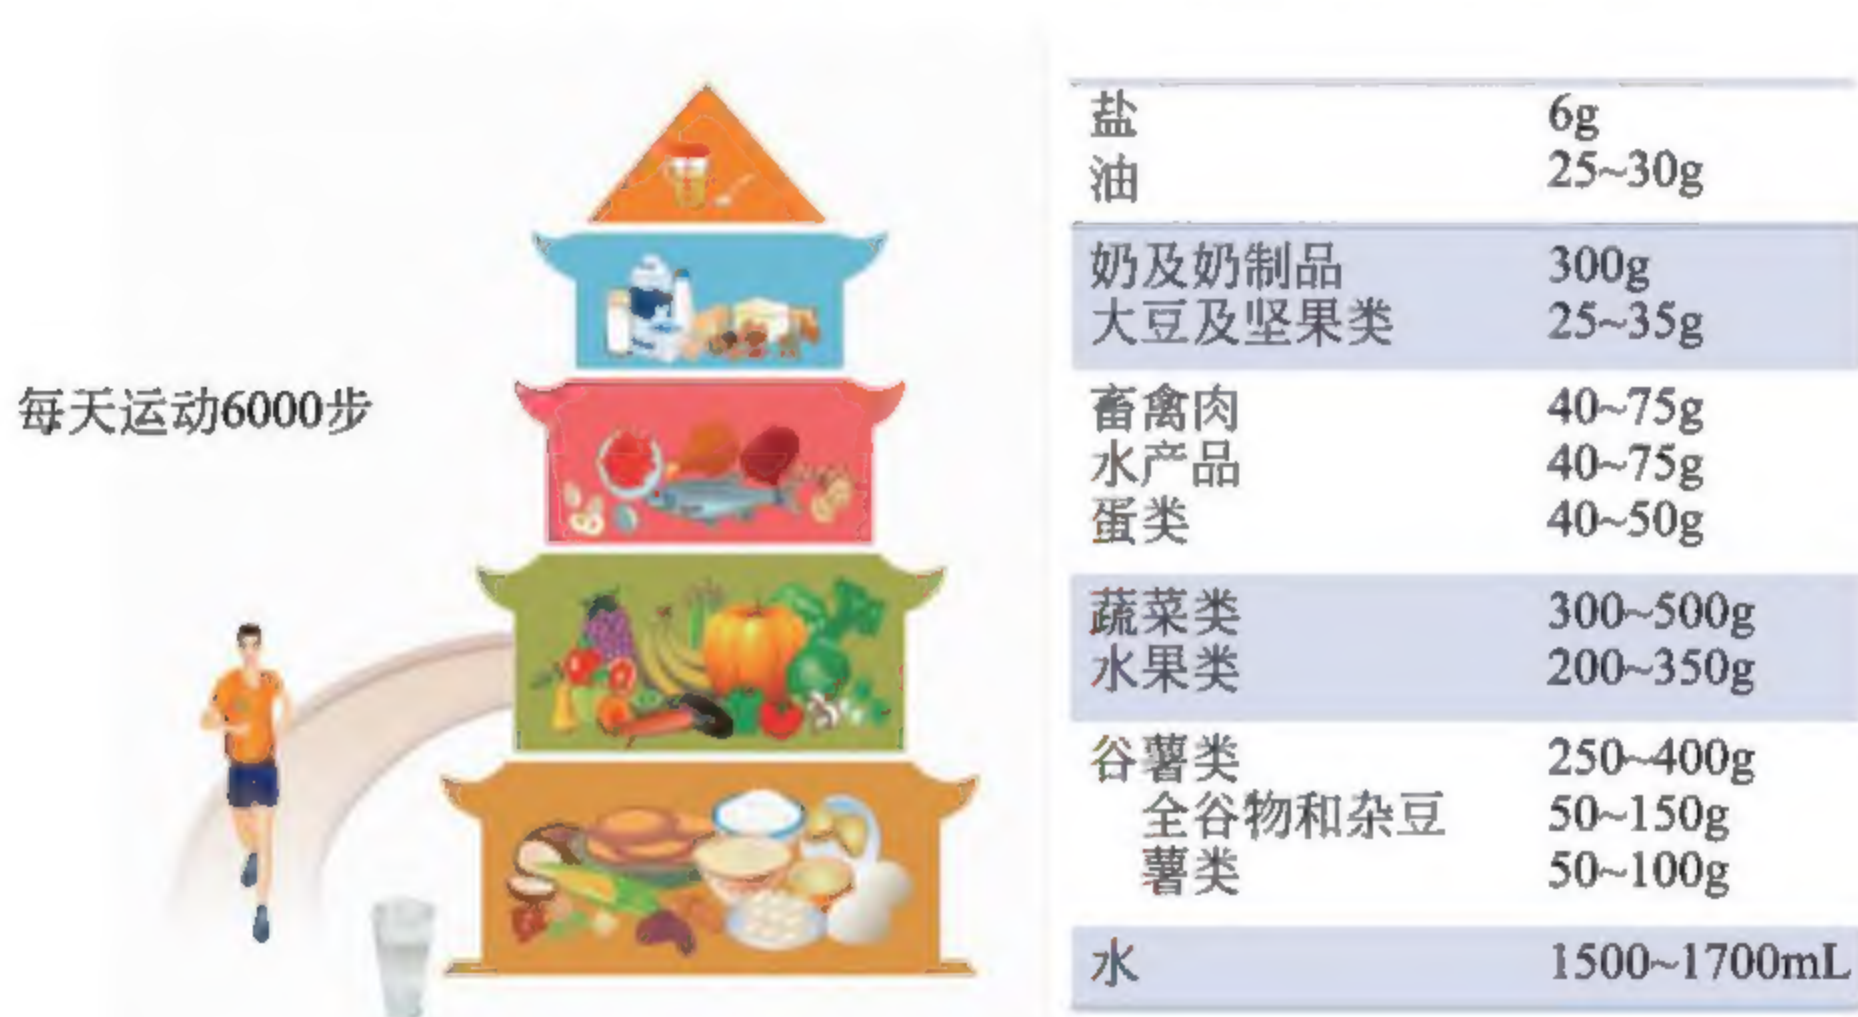 每天运动6000步
盐 6g
油 25~30g
奶及奶制品 300g
大豆及坚果类 25~35g
畜禽肉 40~75g
水产品 40~75g
蛋类 40~50g
蔬菜类 300~500g
水果类 200~350g
谷薯类 250~400g
全谷物和杂豆 50~150g
薯类 50~100g
水 1500~1700mL